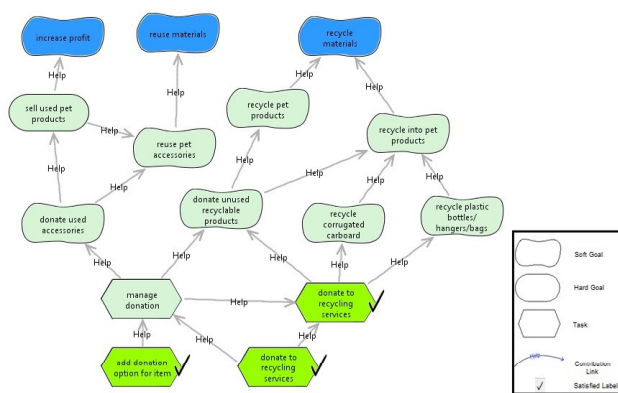 increase profit
reuse materials
recycle
materials
Help
Help
Help
Help
sell used pet
products
recycle pet
products
recycle into pet
products
Help
reuse pet
accessories
Help
Help
Help
Help
Help
Help
donate used
accessories
donate unused
recyclable
products
recycle
corrugated
carboard
recycle plastic
bottles/
hangers/bags
Help
Help
Help
Help
Help
manage
donation
Help
donate to
recycling
services
Help
Help
Help
add donation
option for item
donate to
recycling
services
Soft Goal
Hard Goal
Task
Contribution
Link
Satisfied Label